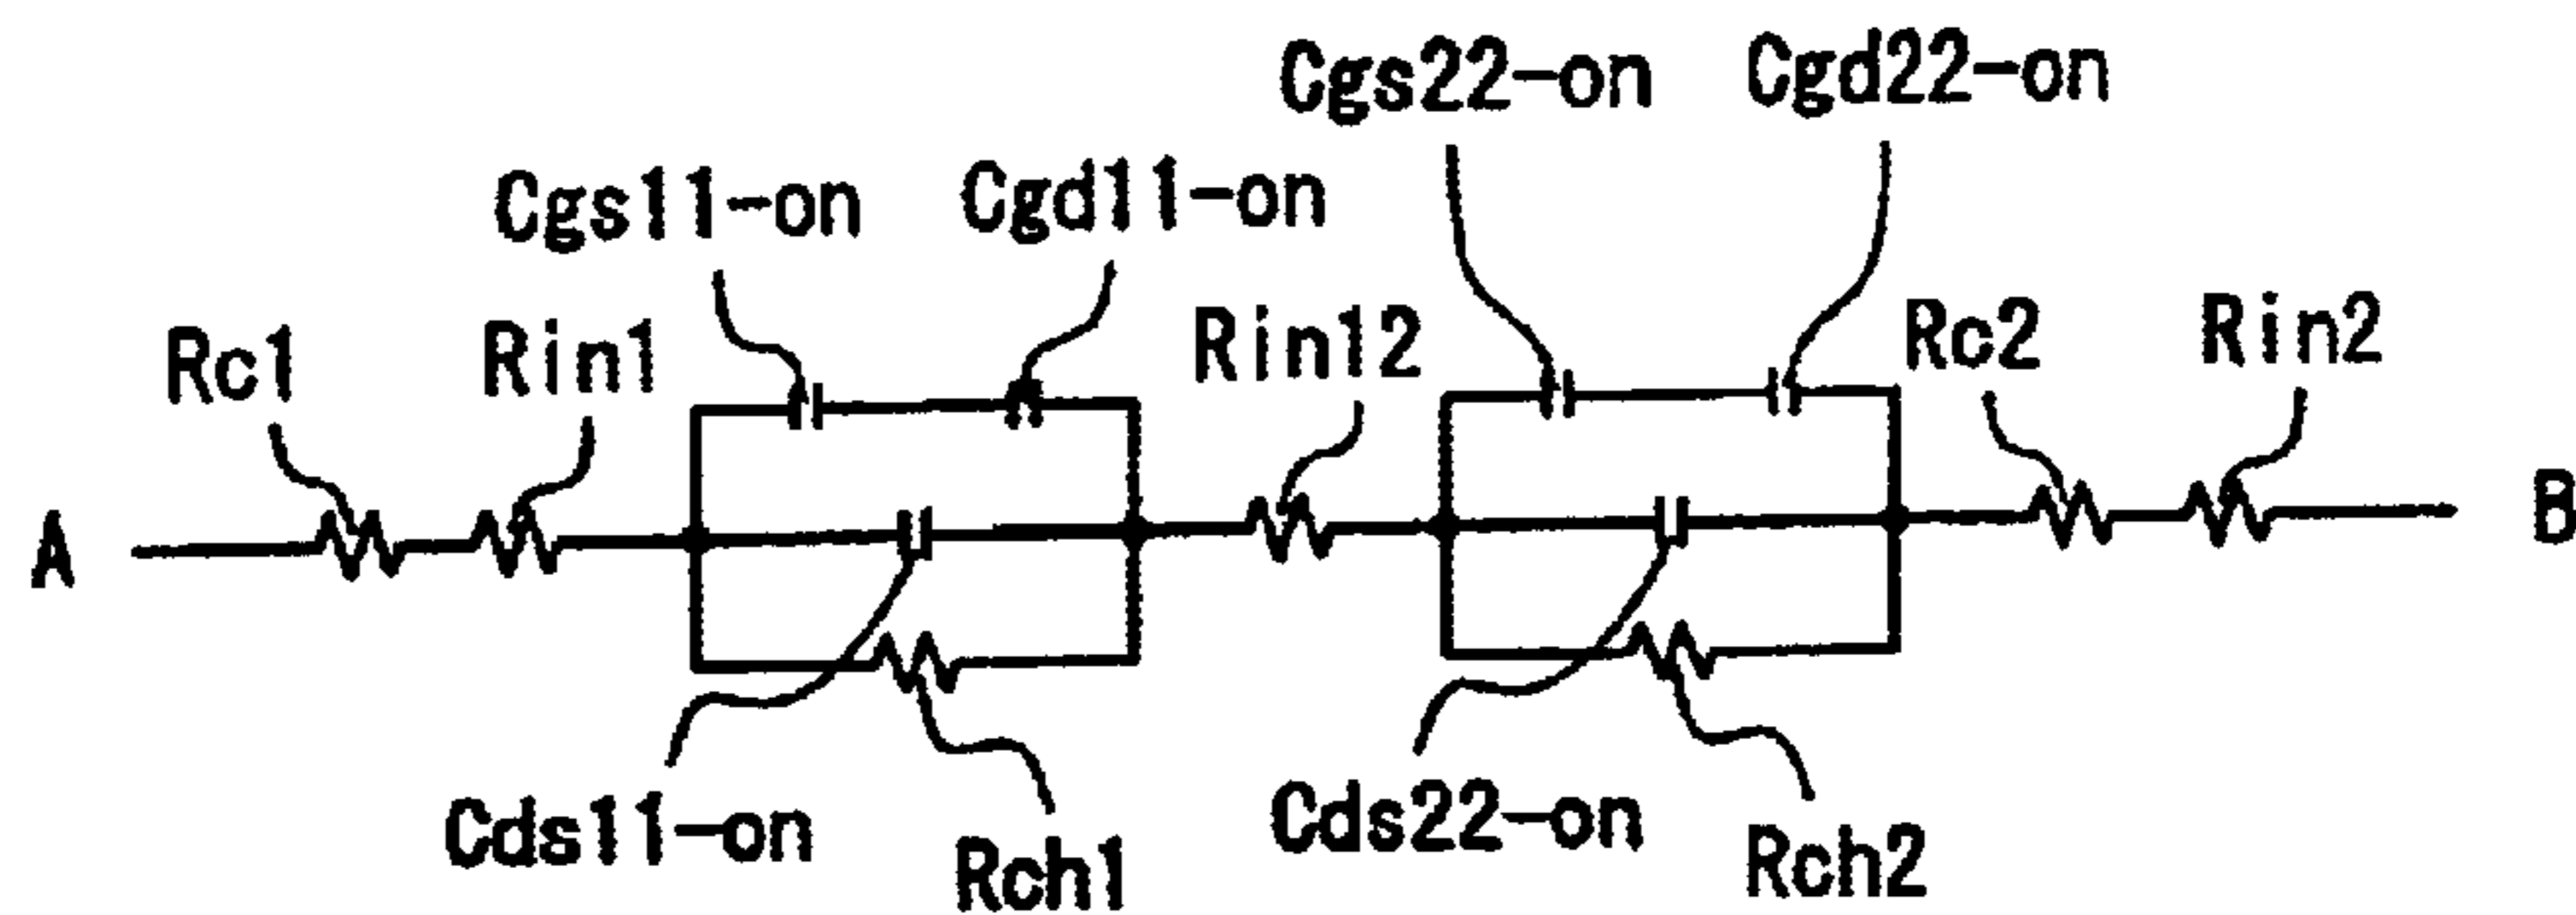 Cgs22-on Cgd22-on
Cgs11-on Cgd11-on
Rc1 Rin1 Rin12 Rc2 Rin2
A B
Cds11-on Rch1 Cds22-on Rch2